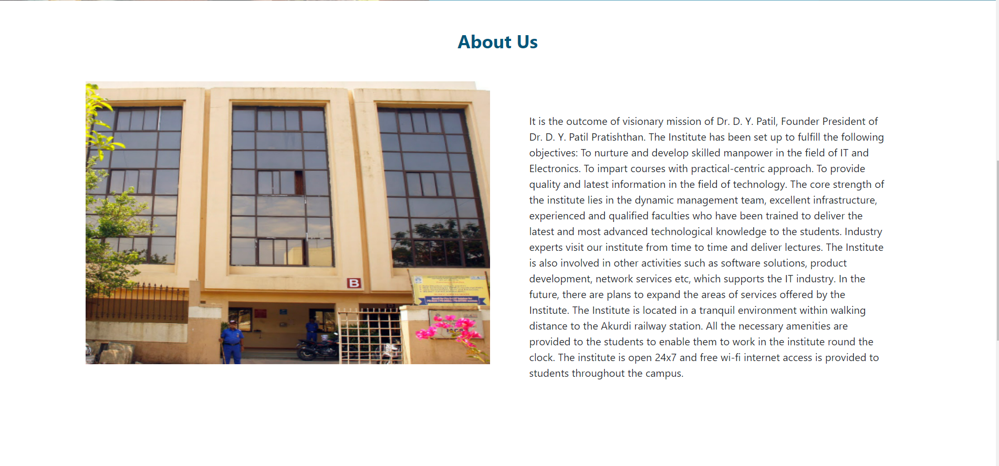 About Us
It is the outcome of visionary mission of Dr. D. Y. Patil, Founder President of
Dr. D. Y. Patil Pratishthan. The Institute has been set up to fulfill the following
objectives: To nurture and develop skilled manpower in the field of IT and
Electronics. To impart courses with practical-centric approach. To provide
quality and latest information in the field of technology. The core strength of
the institute lies in the dynamic management team, excellent infrastructure,
experienced and qualified faculties who have been trained to deliver the
latest and most advanced technological knowledge to the students. Industry
experts visit our institute from time to time and deliver lectures. The Institute
is also involved in other activities such as software solutions, product
development, network services etc, which supports the IT industry. In the
future, there are plans to expand the areas of services offered by the
Institute. The Institute is located in a tranquil environment within walking
distance to the Akurdi railway station. All the necessary amenities are
provided to the students to enable them to work in the institute round the
clock. The institute is open 24x7 and free wi-fi internet access is provided to
students throughout the campus.
B